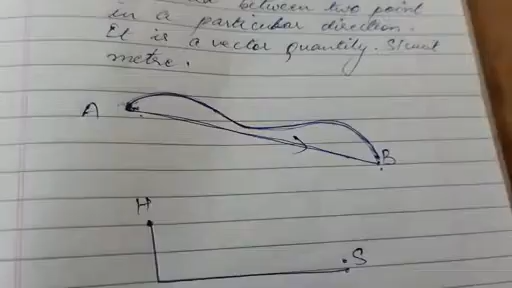 between two point
in a particular direction.
It is a vector quantity. SI unit
metre.
A
B
H
S